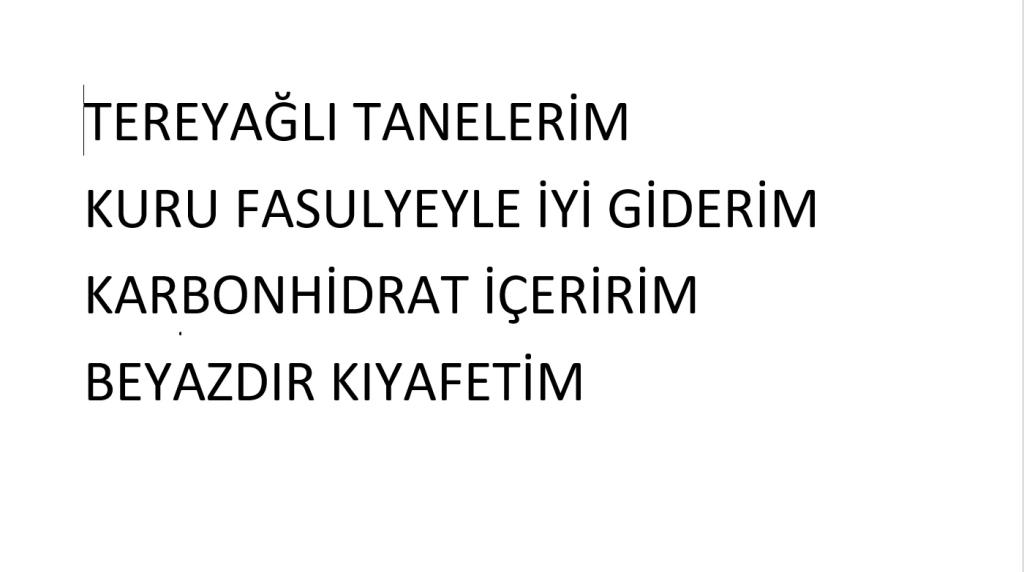 TEREYAĞLI TANELERİM
KURU FASULYEYLE İYİ GİDERİM
KARBONHİDRAT İÇERİRİM
BEYAZDIR KIYAFETİM